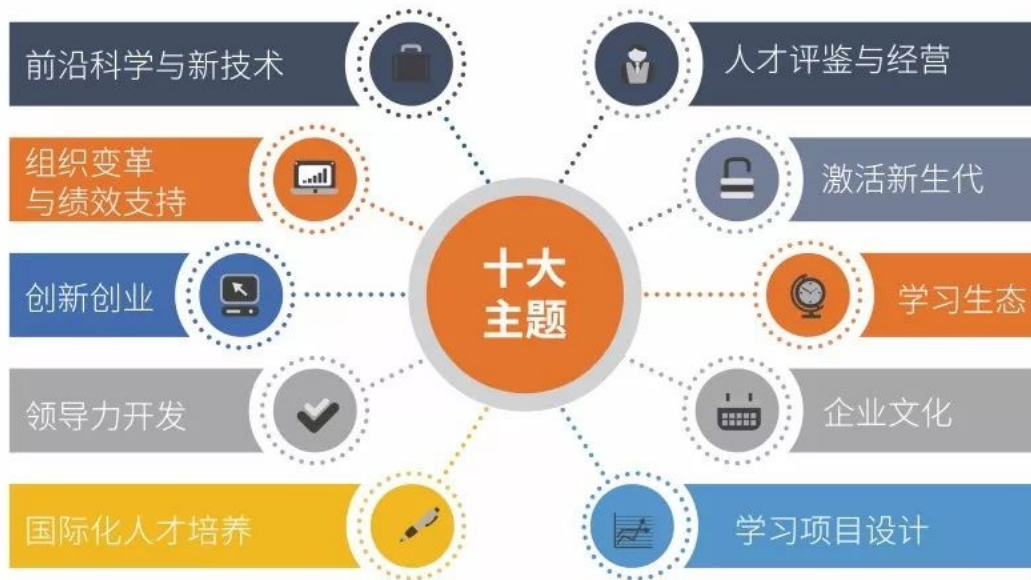 前沿科学与新技术
人才评鉴与经营
组织变革
与绩效支持
激活新生代
十大
主题
创新创业
学习生态
领导力开发
企业文化
国际化人才培养
学习项目设计